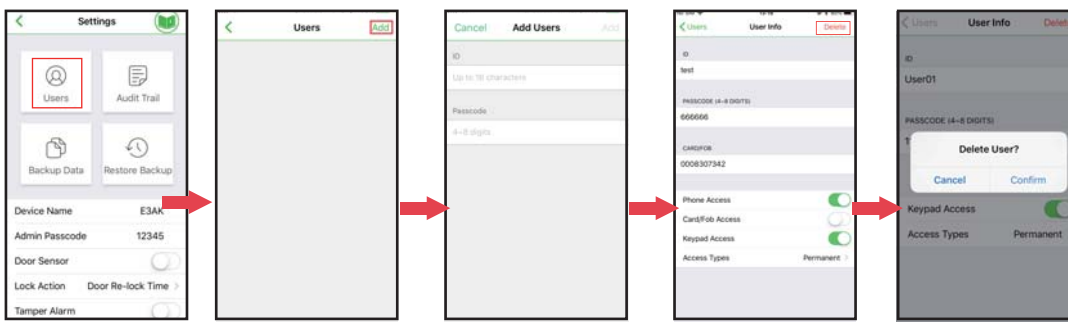 Settings
Users
Audit Trail
Backup Data
Restore Backup
Device Name E3AK
Admin Passcode 12345
Door Sensor
Lock Action Door Re-lock Time
Tamper Alarm
Users Add
Cancel Add Users Add
ID
Up to 16 characters
Passcode
4~8 digits
Users User Info Delete
ID
test
PASSCODE (4~8 DIGITS)
666666
CARD/FOB
0008307342
Phone Access
Card/Fob Access
Keypad Access
Access Types Permanent
Users User Info Delete
ID
User01
PASSCODE (4~8 DIGITS)
Delete User?
Cancel Confirm
Keypad Access
Access Types Permanent